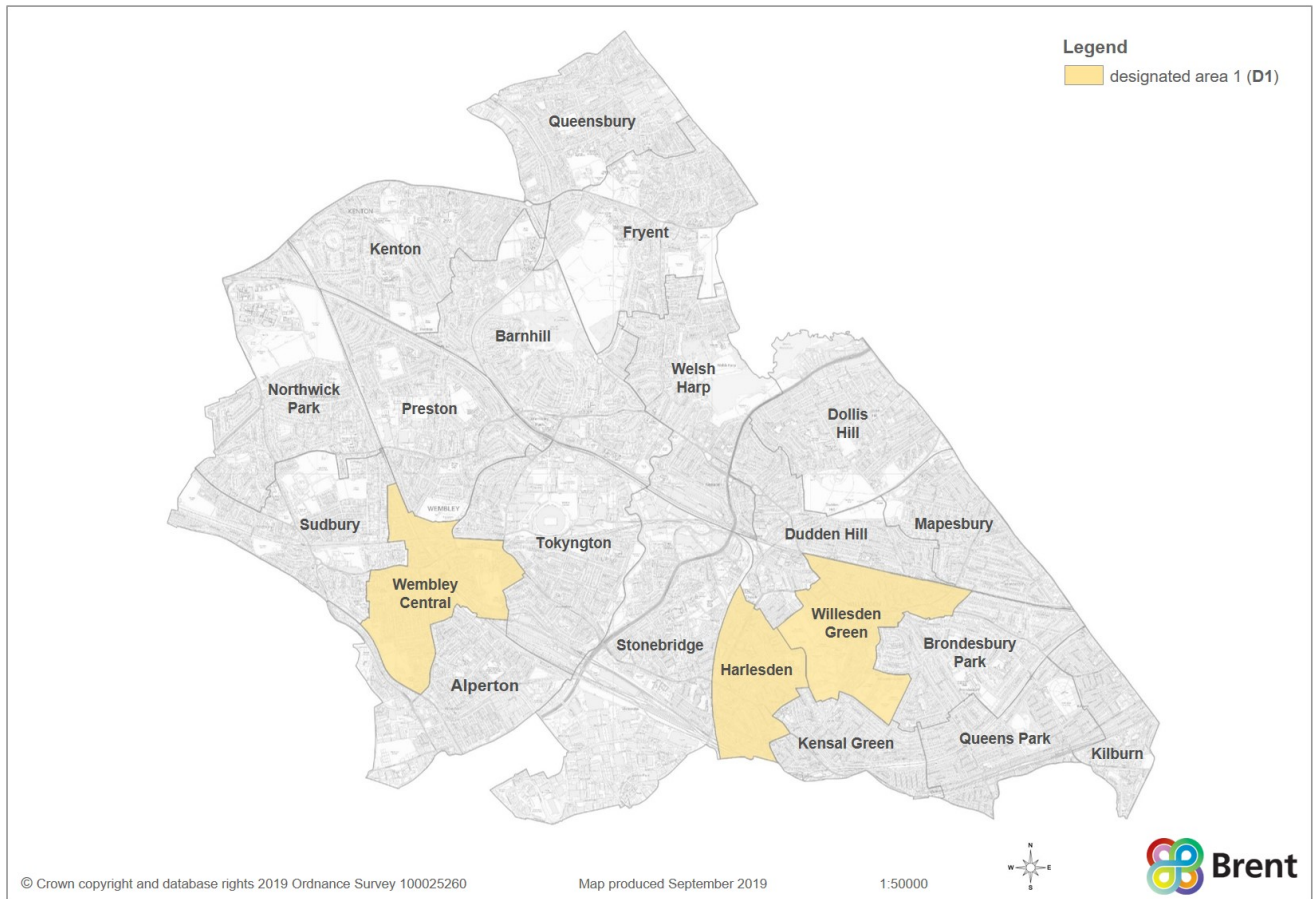 Legend
designated area 1 (D1)
Queensbury
Fryent
KENTON
Kenton
Barnhill
Welsh
Harp
Northwick
Park
Preston
Dollis
Hill
WEMBLEY
Sudbury
Tokyngton
Dudden Hill
Mapesbury
Wembley
Central
Willesden
Green
Stonebridge
Brondesbury
Park
Harlesden
Alperton
Kensal Green
Queens Park
Kilburn
N
W E
S
Brent
© Crown copyright and database rights 2019 Ordnance Survey 100025260
Map produced September 2019
1:50000